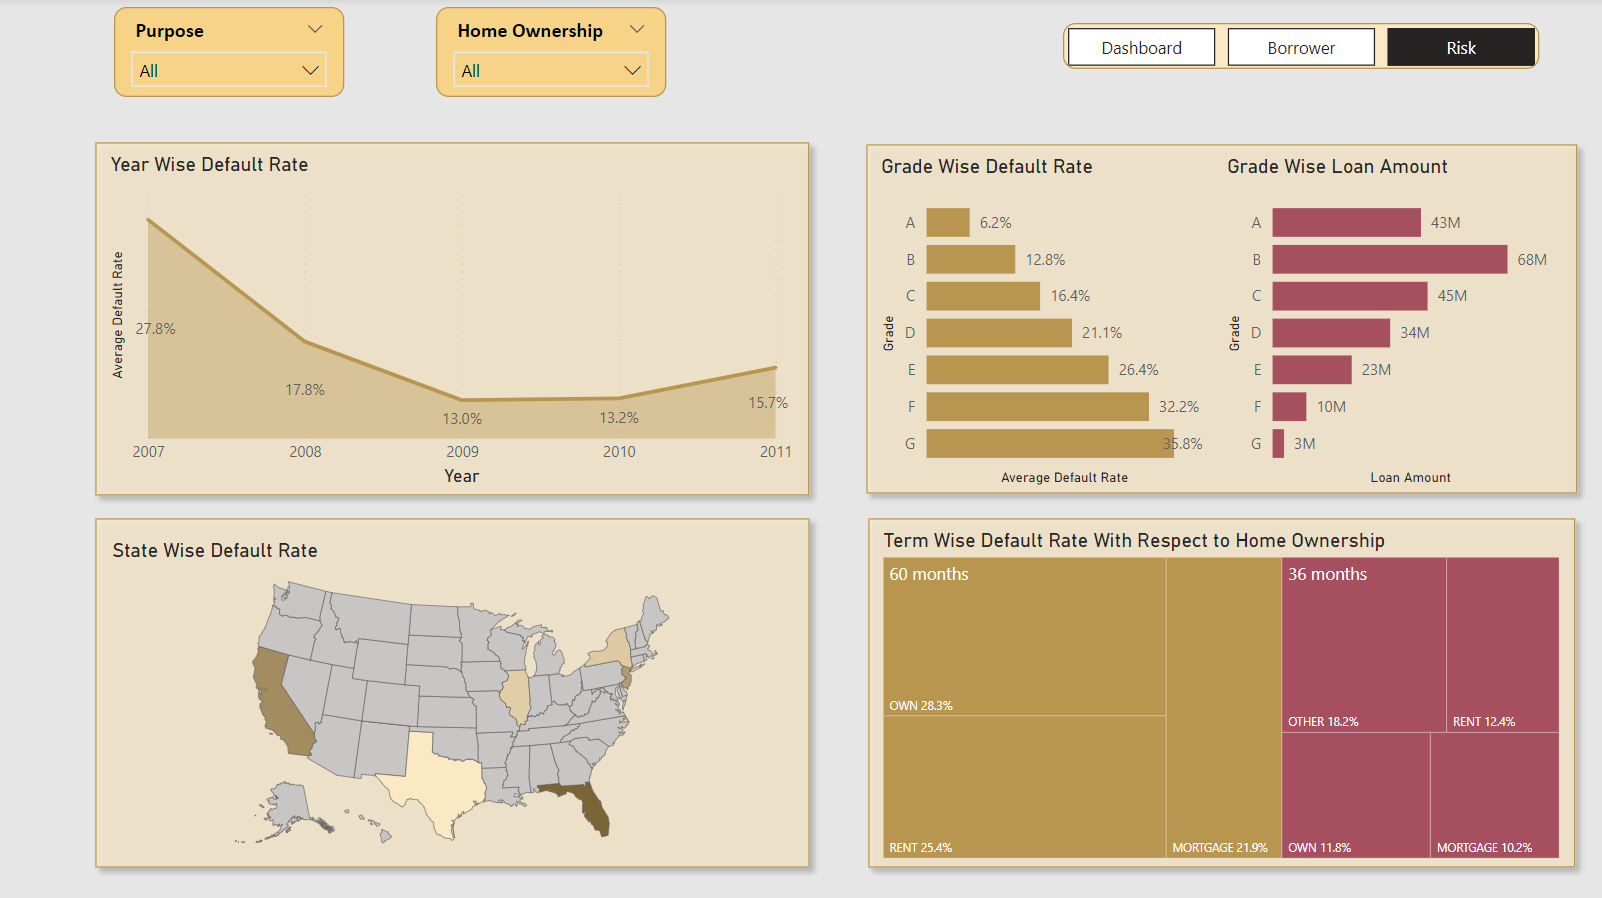 Purpose
All
Home Ownership
All
Dashboard
Borrower
Risk
Year Wise Default Rate
Average Default Rate
27.8%
17.8%
13.0%
13.2%
15.7%
2007
2008
2009
2010
2011
Year
Grade Wise Default Rate
Grade
A
6.2%
B
12.8%
C
16.4%
D
21.1%
E
26.4%
F
32.2%
G
35.8%
Average Default Rate
Grade Wise Loan Amount
Grade
A
43M
B
68M
C
45M
D
34M
E
23M
F
10M
G
3M
Loan Amount
State Wise Default Rate
Term Wise Default Rate With Respect to Home Ownership
60 months
OWN 28.3%
RENT 25.4%
MORTGAGE 21.9%
36 months
OTHER 18.2%
RENT 12.4%
OWN 11.8%
MORTGAGE 10.2%